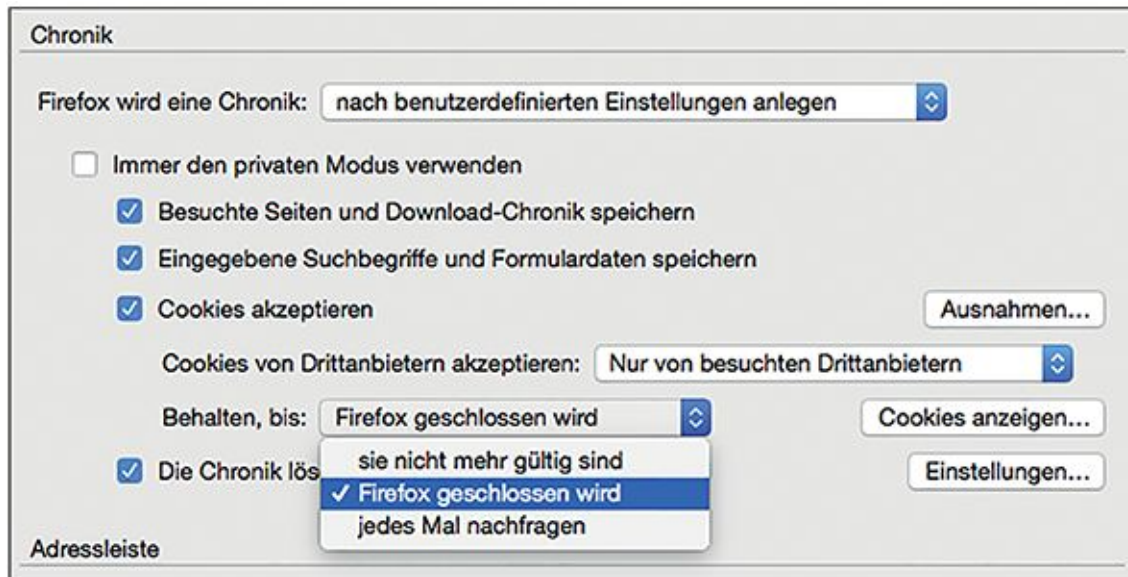 Chronik
Firefox wird eine Chronik: nach benutzerdefinierten Einstellungen anlegen
Immer den privaten Modus verwenden
Besuchte Seiten und Download-Chronik speichern
Eingegebene Suchbegriffe und Formulardaten speichern
Cookies akzeptieren Ausnahmen...
Cookies von Drittanbietern akzeptieren: Nur von besuchten Drittanbietern
Behalten, bis: Firefox geschlossen wird Cookies anzeigen...
sie nicht mehr gültig sind
Die Chronik lös Einstellungen...
✓ Firefox geschlossen wird
jedes Mal nachfragen
Adressleiste